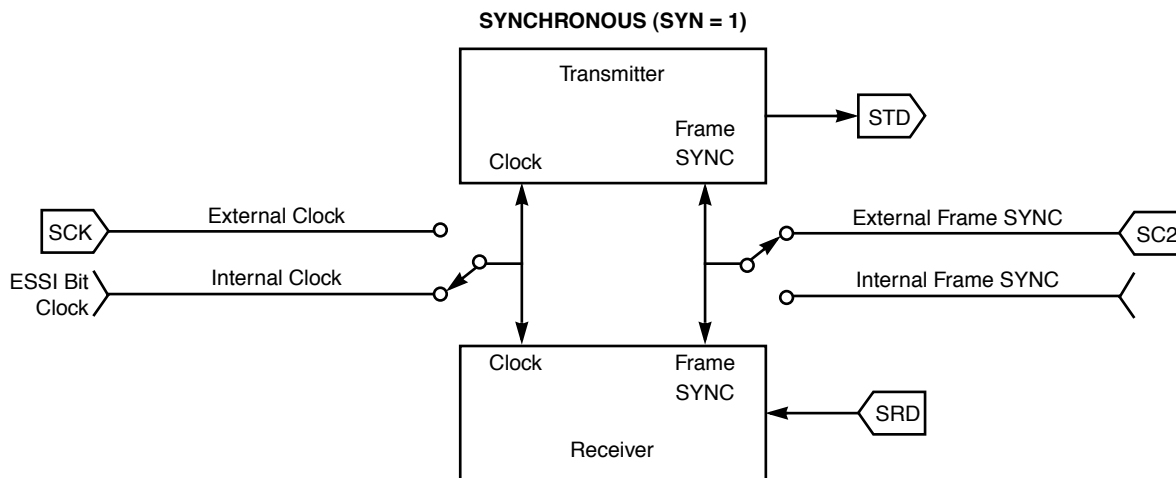 SYNCHRONOUS (SYN = 1)
Transmitter
STD
Frame
SYNC
Clock
External Clock
External Frame SYNC
SCK
SC2
ESSI Bit
Clock
Internal Clock
Internal Frame SYNC
Clock
Frame
SYNC
SRD
Receiver